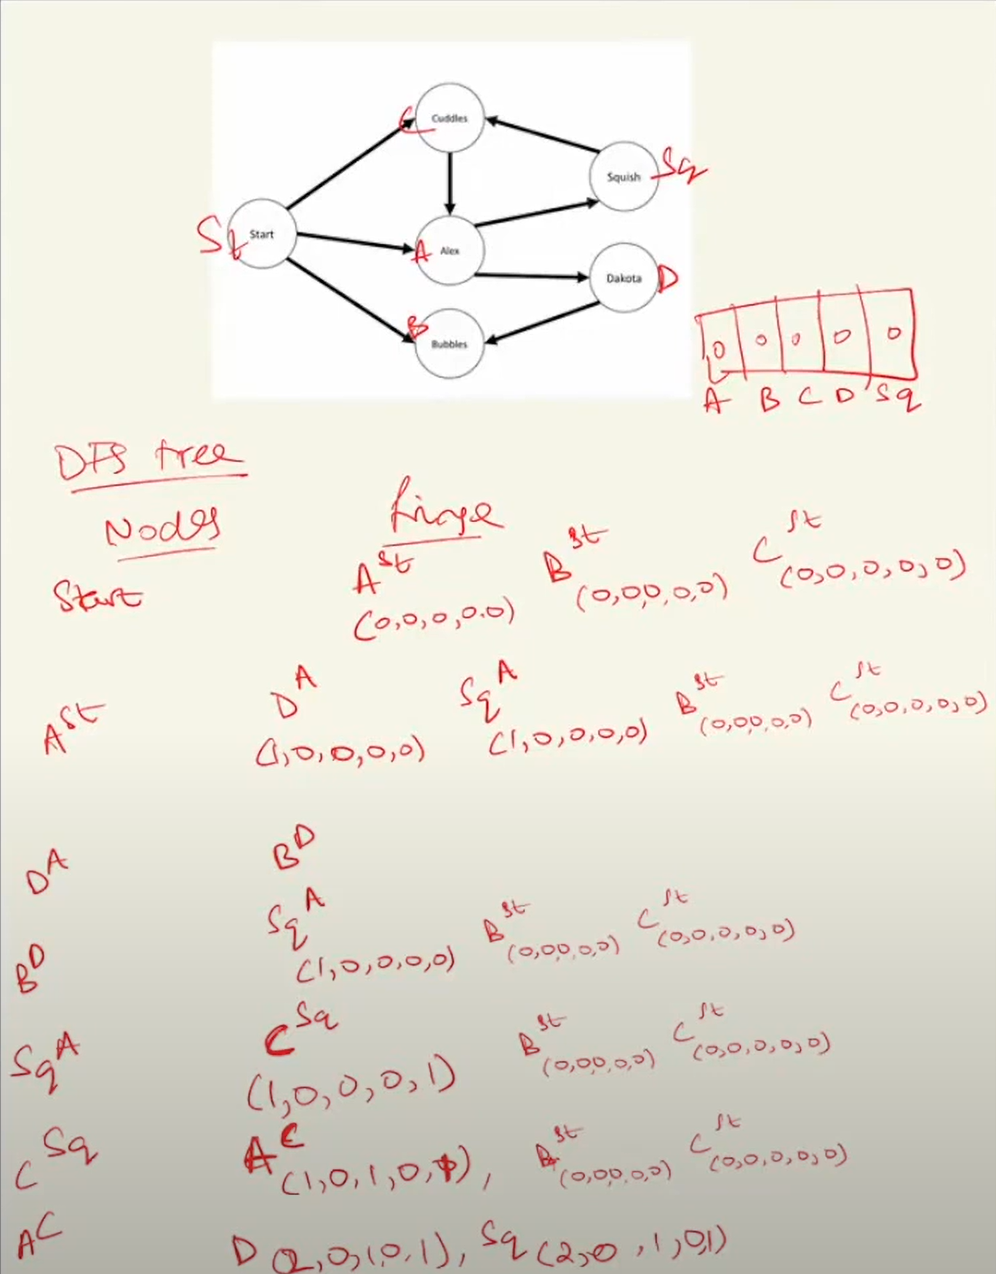 Cuddles
C
Squish
Sq
St
Start
A
Alex
Dakota
D
B
Bubbles
0 0 0 0 0
A B C D Sq
DFS tree
Nodes
fringe
Start A^St (0,0,0,0.0) B^St (0,0,0,0,0) C^St (0,0,0,0,0)
A^St D^A (1,0,0,0,0) Sq^A (1,0,0,0,0) B^St (0,0,0,0,0) C^St (0,0,0,0,0)
D^A B^D
B^D Sq^A (1,0,0,0,0) B^St (0,0,0,0,0) C^St (0,0,0,0,0)
Sq^A C^Sq (1,0,0,0,1) B^St (0,0,0,0,0) C^St (0,0,0,0,0)
C^Sq A^C (1,0,1,0,1), B^St (0,0,0,0,0) C^St (0,0,0,0,0)
A^C D (2,0,1,0,1), Sq (2,0,1,0,1)